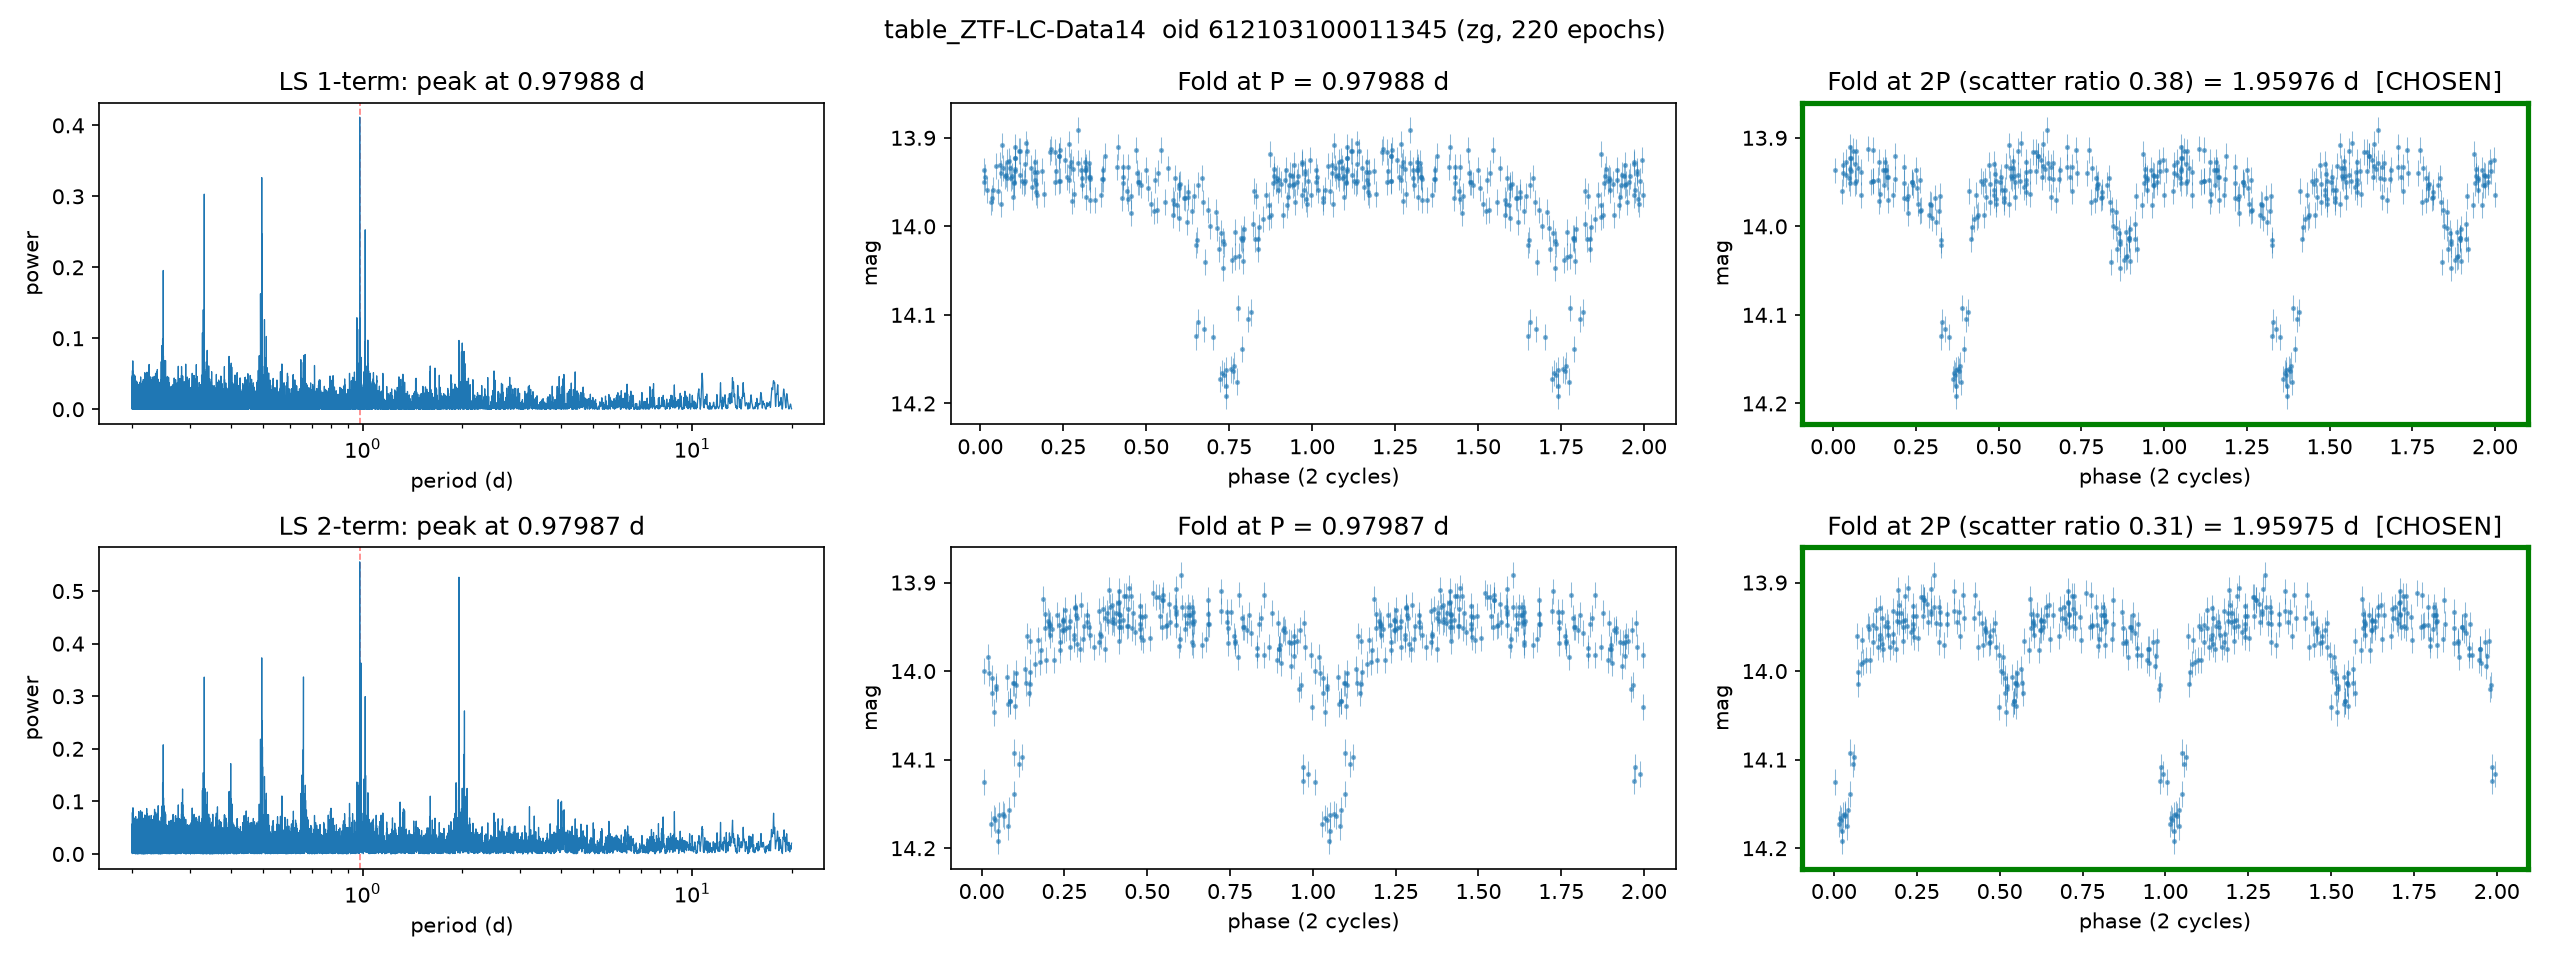 table_ZTF-LC-Data14  oid 612103100011345 (zg, 220 epochs)
LS 1-term: peak at 0.97988 d
Fold at P = 0.97988 d
Fold at 2P (scatter ratio 0.38) = 1.95976 d  [CHOSEN]
power
0.4
0.3
0.2
0.1
0.0
10⁰
10¹
period (d)
mag
13.9
14.0
14.1
14.2
0.00 0.25 0.50 0.75 1.00 1.25 1.50 1.75 2.00
phase (2 cycles)
mag
13.9
14.0
14.1
14.2
0.00 0.25 0.50 0.75 1.00 1.25 1.50 1.75 2.00
phase (2 cycles)
LS 2-term: peak at 0.97987 d
Fold at P = 0.97987 d
Fold at 2P (scatter ratio 0.31) = 1.95975 d  [CHOSEN]
power
0.5
0.4
0.3
0.2
0.1
0.0
10⁰
10¹
period (d)
mag
13.9
14.0
14.1
14.2
0.00 0.25 0.50 0.75 1.00 1.25 1.50 1.75 2.00
phase (2 cycles)
mag
13.9
14.0
14.1
14.2
0.00 0.25 0.50 0.75 1.00 1.25 1.50 1.75 2.00
phase (2 cycles)